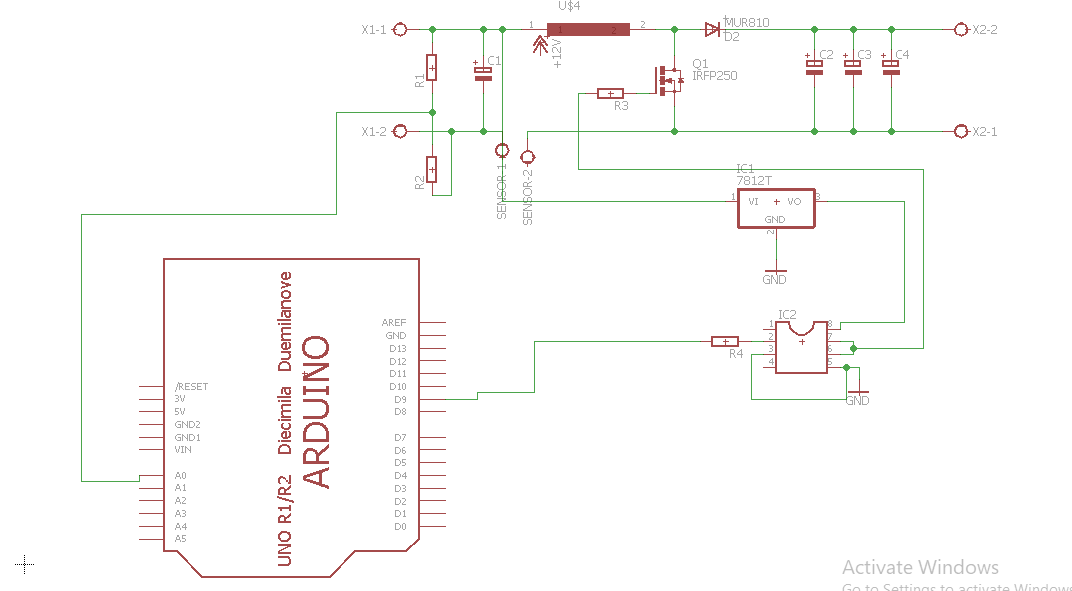 U$4
X1-1
1
1
2
2
MUR810
D2
X2-2
+12V
C1
R1
Q1
IRFP250
C2
C3
C4
R3
X1-2
X2-1
R2
SENSOR-1
SENSOR-2
IC1
7812T
1
VI
VO
3
GND
2
GND
IC2
1
2
3
4
8
7
6
5
R4
GND
UNO R1/R2 Diecimila Duemilanove
ARDUINO
AREF
GND
D13
D12
D11
D10
D9
D8
D7
D6
D5
D4
D3
D2
D1
D0
/RESET
3V
5V
GND2
GND1
VIN
A0
A1
A2
A3
A4
A5
Activate Windows
Go to Settings to activate Windows